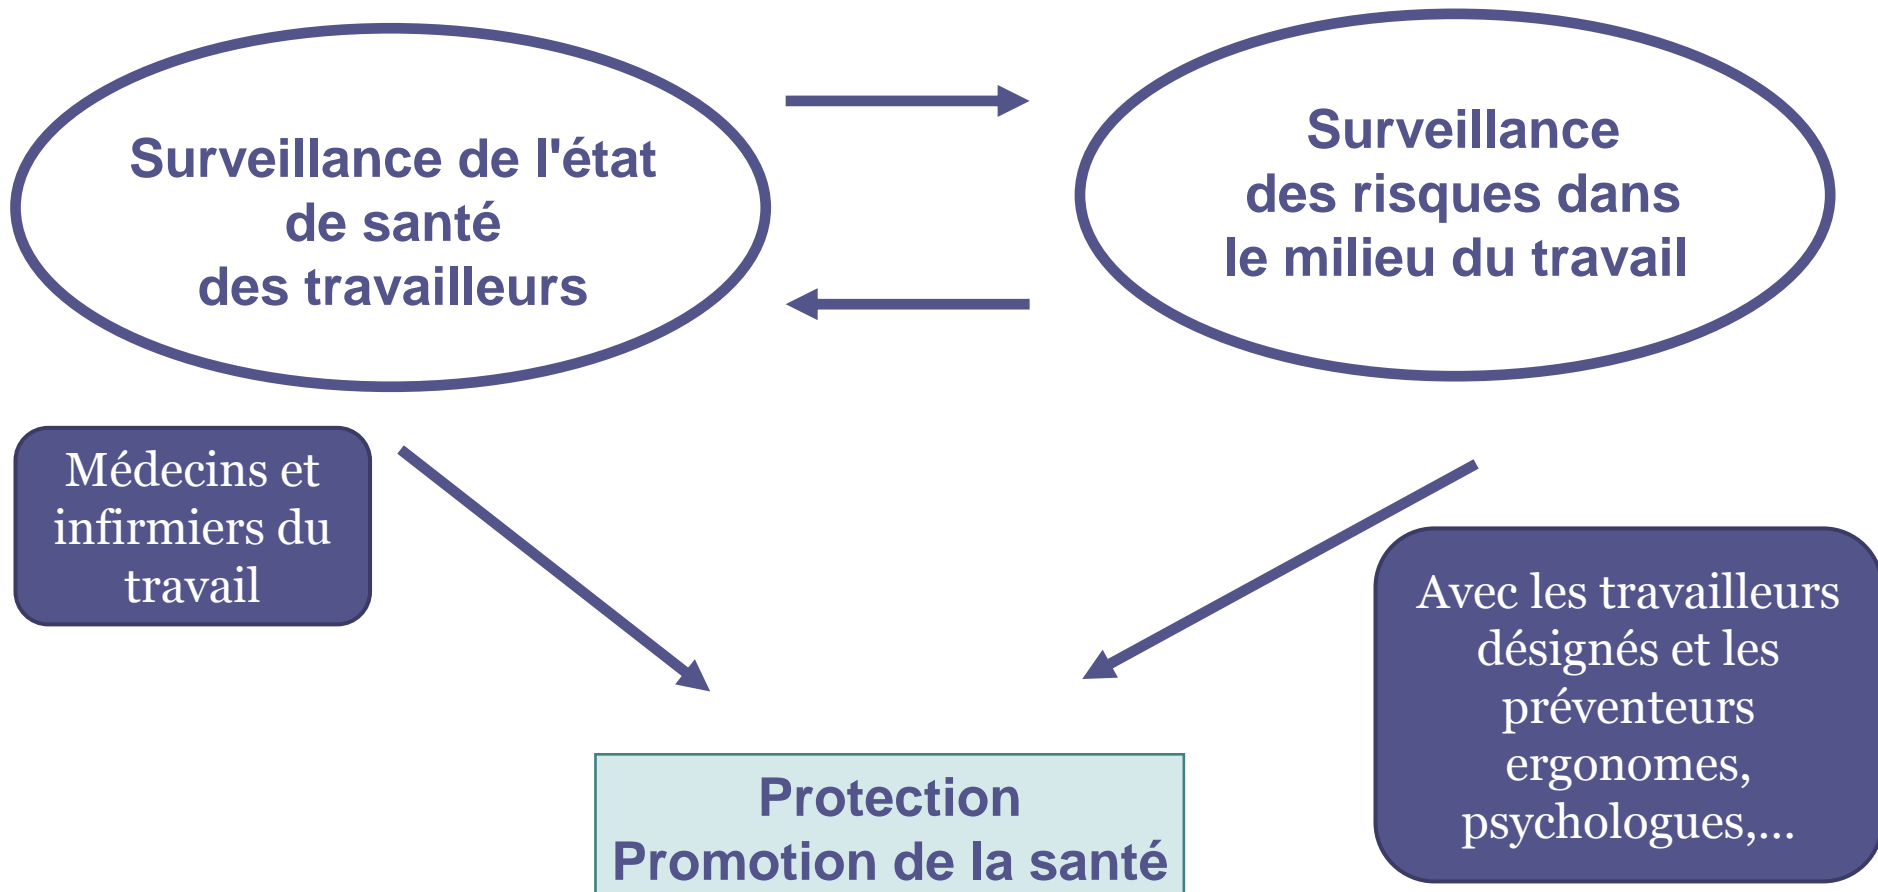 Surveillance de l'état
de santé
des travailleurs
Surveillance
des risques dans
le milieu du travail
Médecins et
infirmiers du
travail
Avec les travailleurs
désignés et les
préventeurs
ergonomes,
psychologues,...
Protection
Promotion de la santé